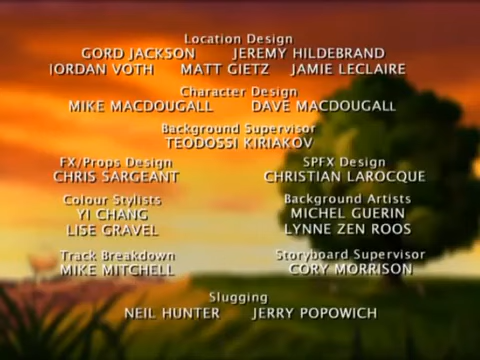 Location Design
GORD JACKSON JEREMY HILDEBRAND
JORDAN VOTH MATT GIETZ JAMIE LECLAIRE
Character Design
MIKE MACDOUGALL DAVE MACDOUGALL
Background Supervisor
TEODOSSI KIRIAKOV
FX/Props Design SPFX Design
CHRIS SARGEANT CHRISTIAN LAROCQUE
Colour Stylists Background Artists
YI CHANG MICHEL GUERIN
LISE GRAVEL LYNNE ZEN ROOS
Track Breakdown Storyboard Supervisor
MIKE MITCHELL CORY MORRISON
Slugging
NEIL HUNTER JERRY POPOWICH